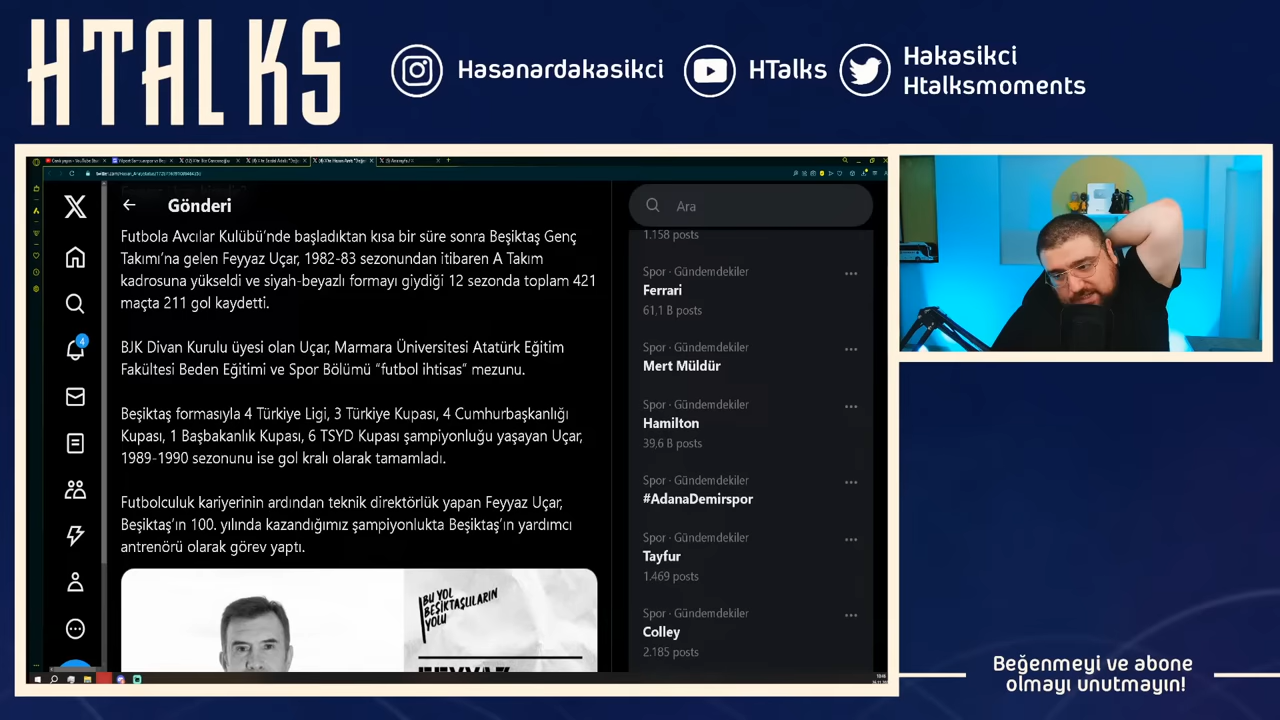 HTALKS
Hasanardakasikci
HTalks
Hakasikci
Htalksmoments
Gönderi
Futbola Avcılar Kulübü’nde başladıktan kısa bir süre sonra Beşiktaş Genç
Takımı’na gelen Feyyaz Uçar, 1982-83 sezonundan itibaren A Takım
kadrosuna yükseldi ve siyah-beyazlı formayı giydiği 12 sezonda toplam 421
maçta 211 gol kaydetti.
BJK Divan Kurulu üyesi olan Uçar, Marmara Üniversitesi Atatürk Eğitim
Fakültesi Beden Eğitimi ve Spor Bölümü “futbol ihtisas” mezunu.
Beşiktaş formasıyla 4 Türkiye Ligi, 3 Türkiye Kupası, 4 Cumhurbaşkanlığı
Kupası, 1 Başbakanlık Kupası, 6 TSYD Kupası şampiyonluğu yaşayan Uçar,
1989-1990 sezonunu ise gol kralı olarak tamamladı.
Futbolculuk kariyerinin ardından teknik direktörlük yapan Feyyaz Uçar,
Beşiktaş’ın 100. yılında kazandığımız şampiyonlukta Beşiktaş’ın yardımcı
antrenörü olarak görev yaptı.
BU YOL
BEŞİKTAŞLILARIN
YOLU
4
Ara
1.158 posts
Spor · Gündemdekiler
Ferrari
61,1 B posts
Spor · Gündemdekiler
Mert Müldür
Spor · Gündemdekiler
Hamilton
39,6 B posts
Spor · Gündemdekiler
#AdanaDemirspor
Spor · Gündemdekiler
Tayfur
1.469 posts
Spor · Gündemdekiler
Colley
2.185 posts
Beğenmeyi ve abone
olmayı unutmayın!